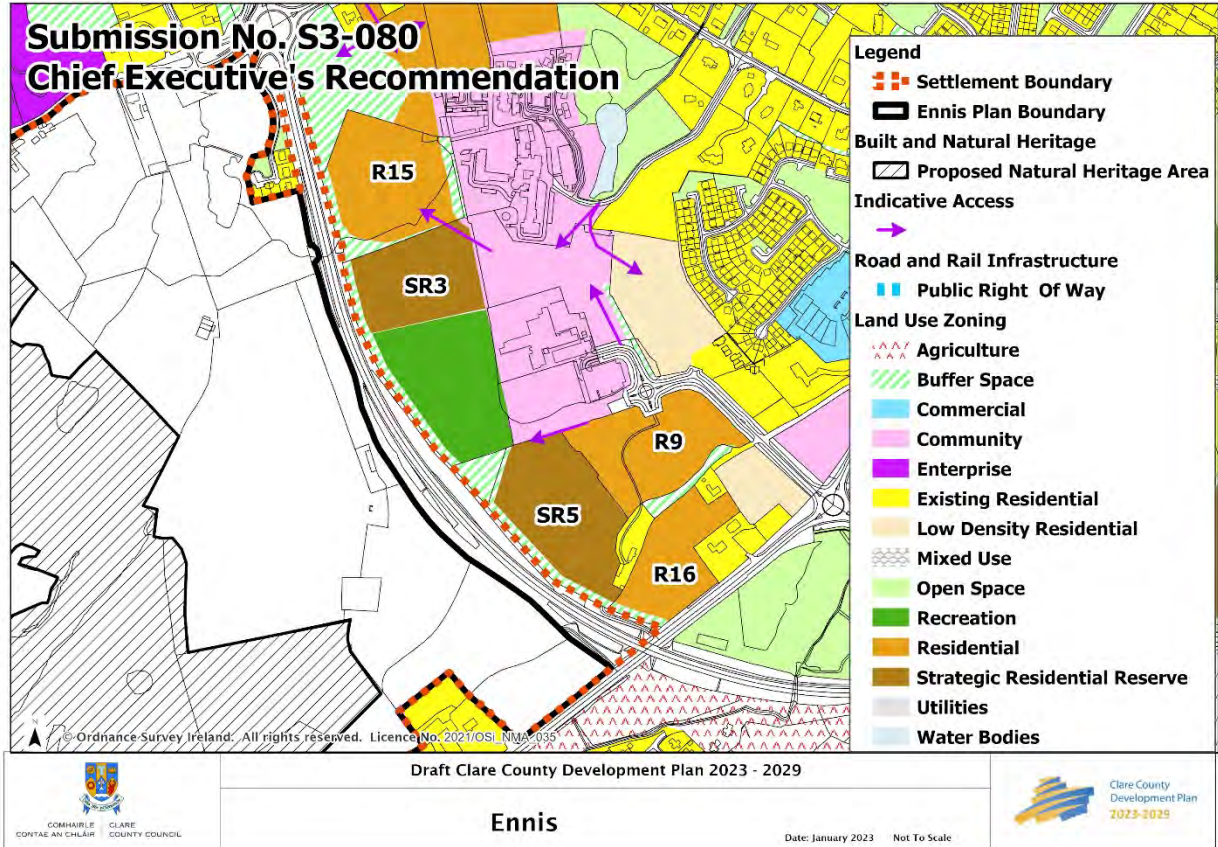 Submission No. S3-080
Chief Executive's Recommendation
R15
SR3
R9
SR5
R16
N
© Ordnance Survey Ireland. All rights reserved. Licence No. 2021/OSi_NMA_035
Legend
Settlement Boundary
Ennis Plan Boundary
Built and Natural Heritage
Proposed Natural Heritage Area
Indicative Access
Road and Rail Infrastructure
Public Right Of Way
Land Use Zoning
Agriculture
Buffer Space
Commercial
Community
Enterprise
Existing Residential
Low Density Residential
Mixed Use
Open Space
Recreation
Residential
Strategic Residential Reserve
Utilities
Water Bodies
COMHAIRLE CLARE
CONTAE AN CHLÁIR COUNTY COUNCIL
Draft Clare County Development Plan 2023 - 2029
Ennis
Date: January 2023 Not To Scale
Clare County
Development Plan
2023-2029